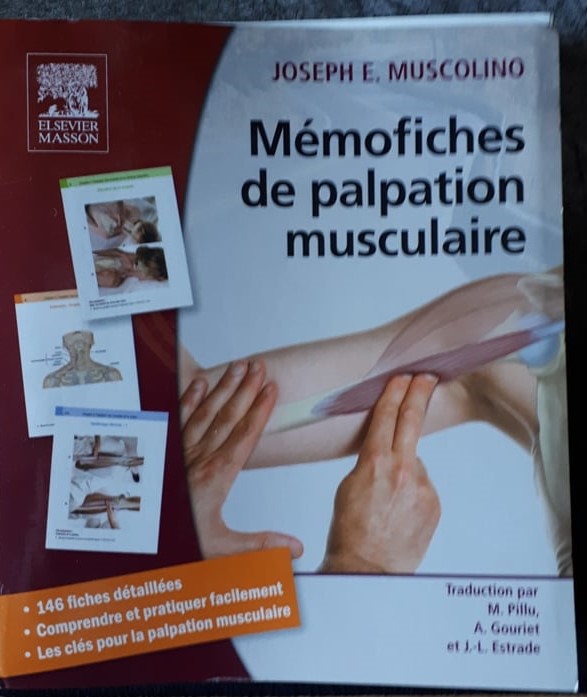 JOSEPH E. MUSCOLINO
ELSEVIER
MASSON
Mémofiches
de palpation
musculaire
• 146 fiches détaillées
• Comprendre et pratiquer facilement
• Les clés pour la palpation musculaire
Traduction par
M. Pillu,
A. Gouriet
et J.-L. Estrade